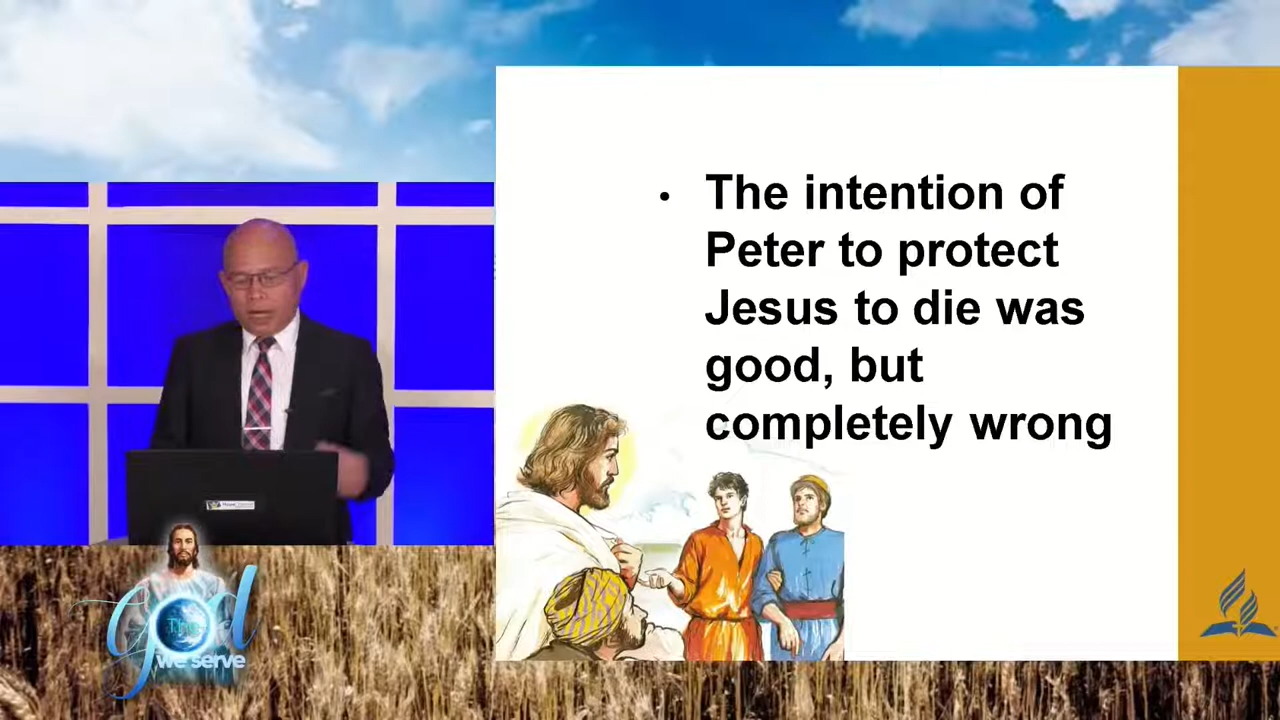 • The intention of
Peter to protect
Jesus to die was
good, but
completely wrong
The
God
we serve